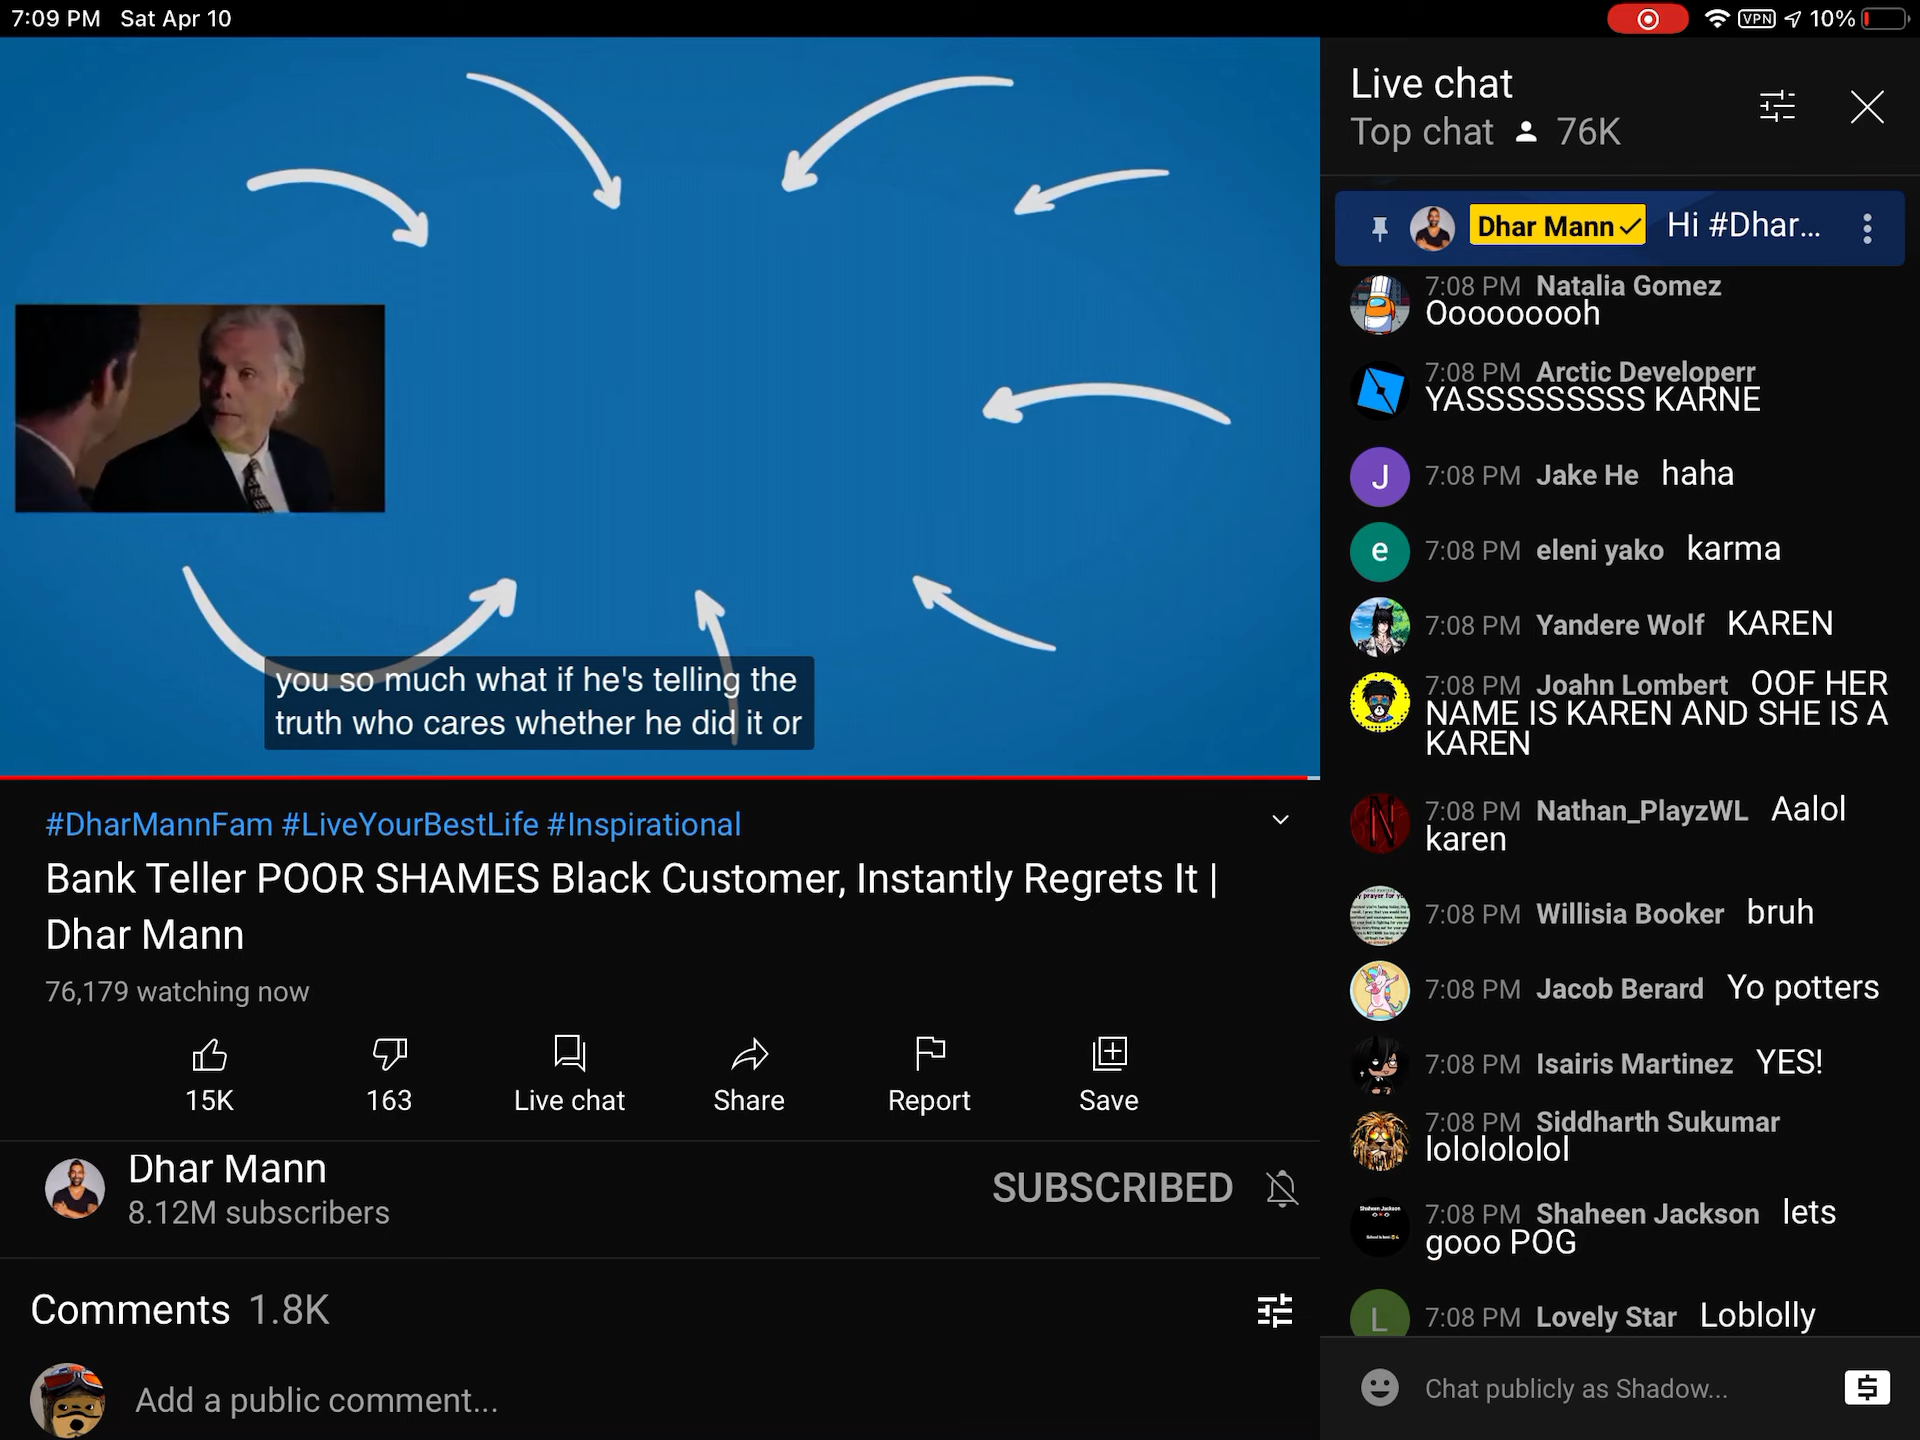 7:09 PM Sat Apr 10
VPN 10%
you so much what if he's telling the
truth who cares whether he did it or
#DharMannFam #LiveYourBestLife #Inspirational
Bank Teller POOR SHAMES Black Customer, Instantly Regrets It |
Dhar Mann
76,179 watching now
15K
163
Live chat
Share
Report
Save
Dhar Mann
8.12M subscribers
SUBSCRIBED
Comments 1.8K
Add a public comment...
Live chat
Top chat 76K
Dhar Mann Hi #Dhar...
7:08 PM Natalia Gomez
Ooooooooh
7:08 PM Arctic Developerr
YASSSSSSSSS KARNE
J 7:08 PM Jake He haha
e 7:08 PM eleni yako karma
7:08 PM Yandere Wolf KAREN
7:08 PM Joahn Lombert OOF HER
NAME IS KAREN AND SHE IS A
KAREN
N 7:08 PM Nathan_PlayzWL Aalol
karen
7:08 PM Willisia Booker bruh
7:08 PM Jacob Berard Yo potters
7:08 PM Isairis Martinez YES!
7:08 PM Siddharth Sukumar
lolololololol
7:08 PM Shaheen Jackson lets
gooo POG
L 7:08 PM Lovely Star Loblolly
Chat publicly as Shadow...